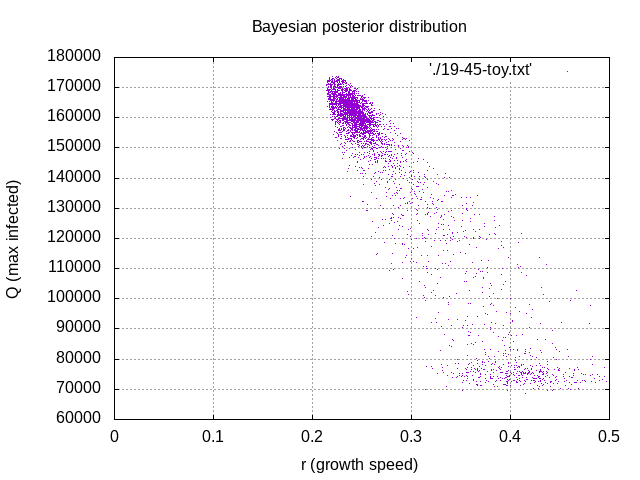 Bayesian posterior distribution
'./19-45-toy.txt'
180000
170000
160000
150000
140000
130000
120000
110000
100000
90000
80000
70000
60000
Q (max infected)
0 0.1 0.2 0.3 0.4 0.5
r (growth speed)